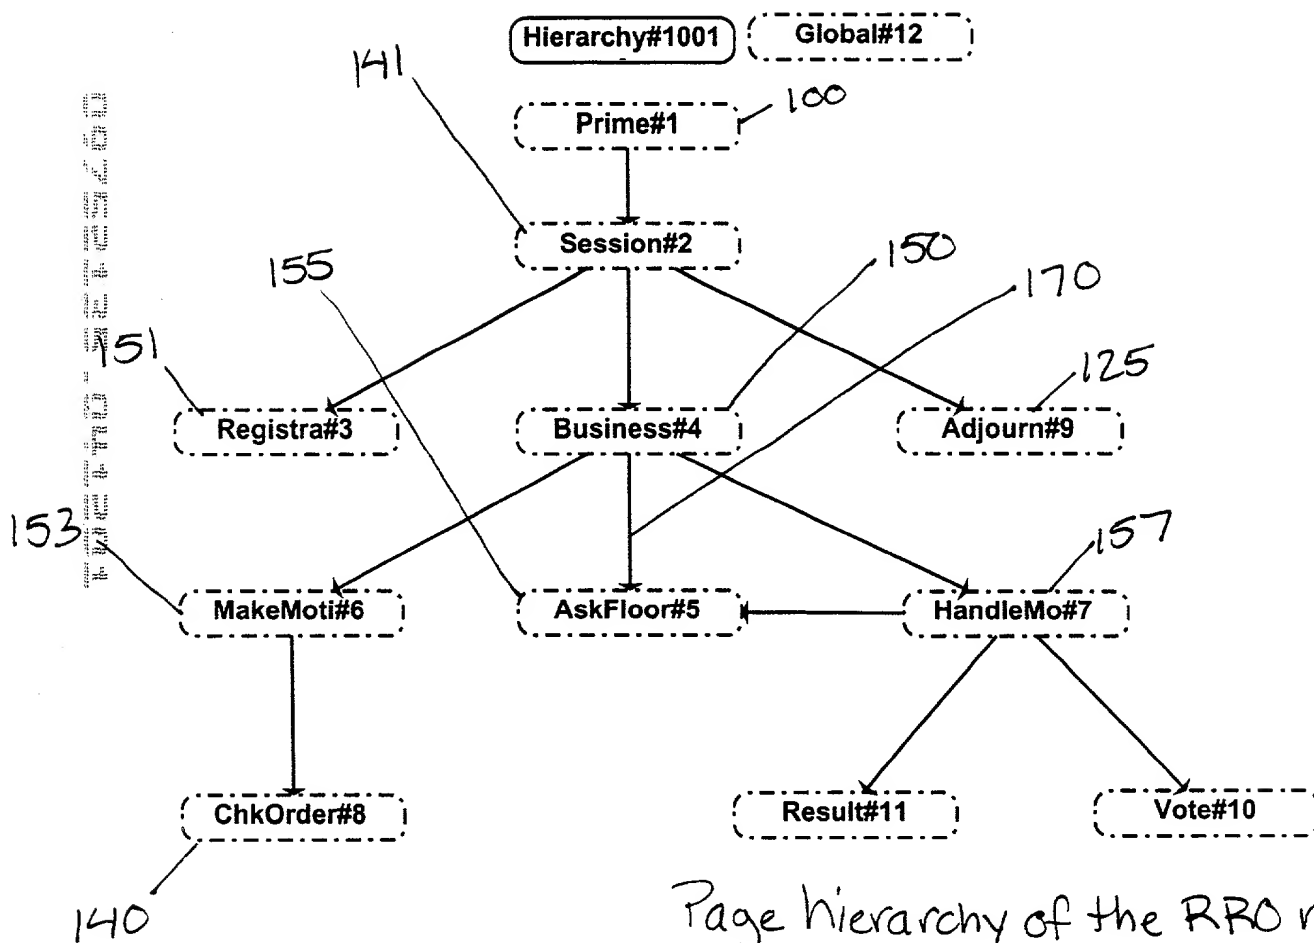 Hierarchy#1001 Global#12
141
Prime#1 100
Session#2
155 150 170
151 125
Registra#3 Business#4 Adjourn#9
153 157
MakeMoti#6 AskFloor#5 HandleMo#7
ChkOrder#8 Result#11 Vote#10
140
Page hierarchy of the RRO